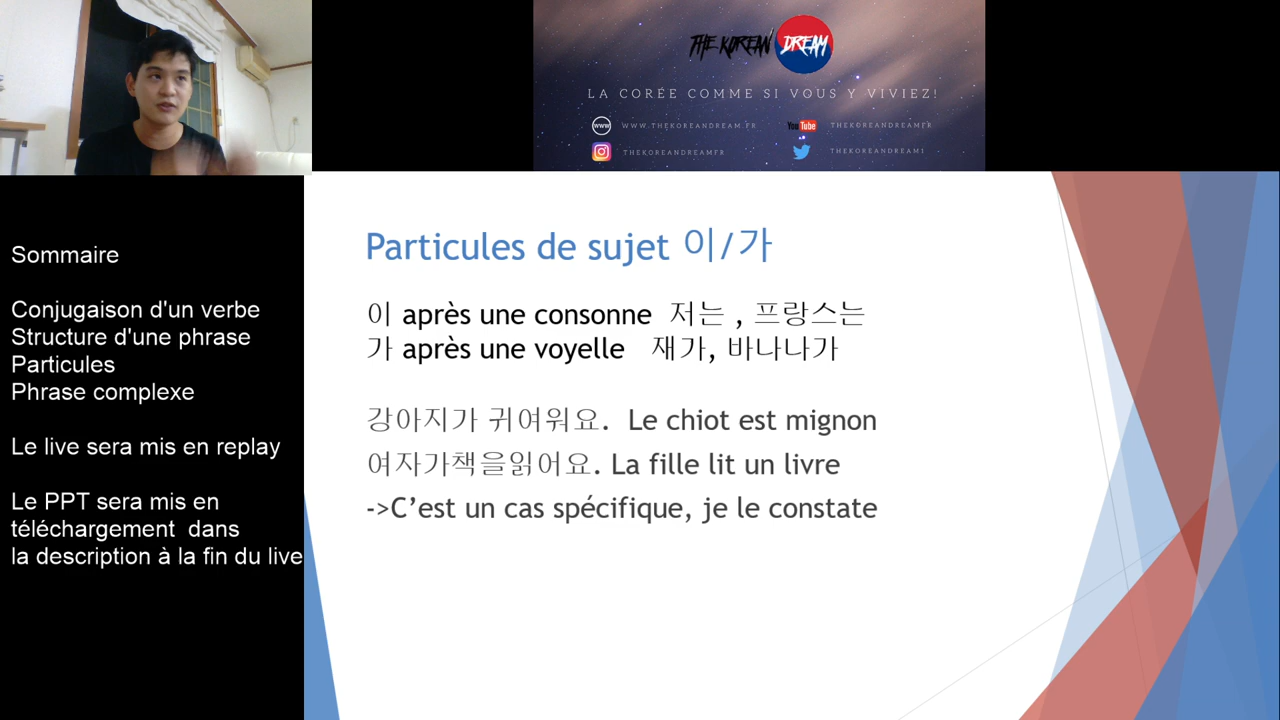 THE KOREAN DREAM
LA CORÉE COMME SI VOUS Y VIVIEZ!
WWW WWW.THEKOREANDREAM.FR
YouTube THEKOREANDREAMFR
THEKOREANDREAMFR
THEKOREANDREAM1
Sommaire
Conjugaison d'un verbe
Structure d'une phrase
Particules
Phrase complexe
Le live sera mis en replay
Le PPT sera mis en
téléchargement dans
la description à la fin du live
Particules de sujet 이/가
이 après une consonne 저는 , 프랑스는
가 après une voyelle 재가, 바나나가
강아지가 귀여워요. Le chiot est mignon
여자가책을읽어요. La fille lit un livre
->C’est un cas spécifique, je le constate